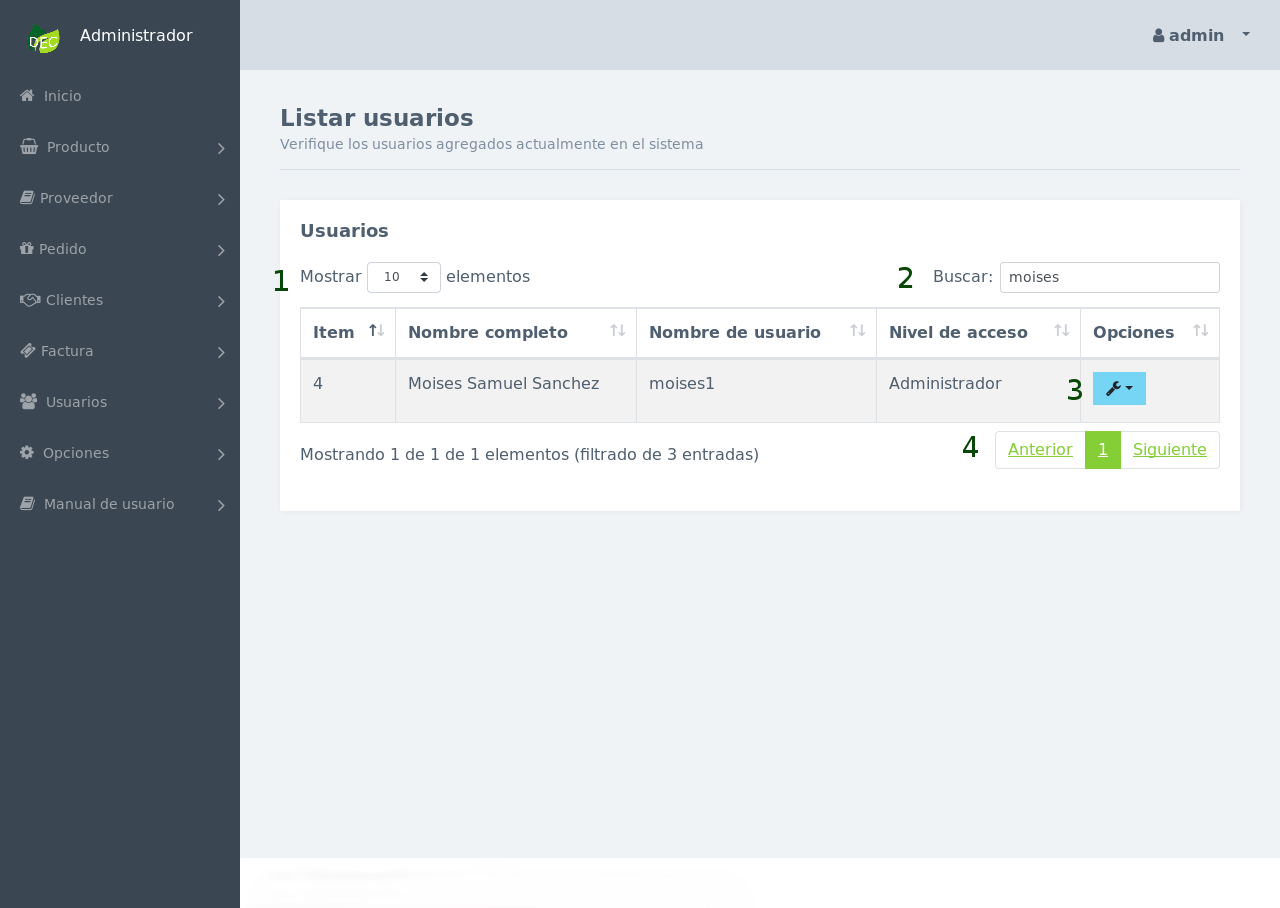 DEC Administrador
admin
Inicio
Producto
Proveedor
Pedido
Clientes
Factura
Usuarios
Opciones
Manual de usuario
Listar usuarios
Verifique los usuarios agregados actualmente en el sistema
Usuarios
1 Mostrar 10 elementos 2 Buscar: moises
Item Nombre completo Nombre de usuario Nivel de acceso Opciones
4 Moises Samuel Sanchez moises1 Administrador 3
Mostrando 1 de 1 de 1 elementos (filtrado de 3 entradas) 4 Anterior 1 Siguiente